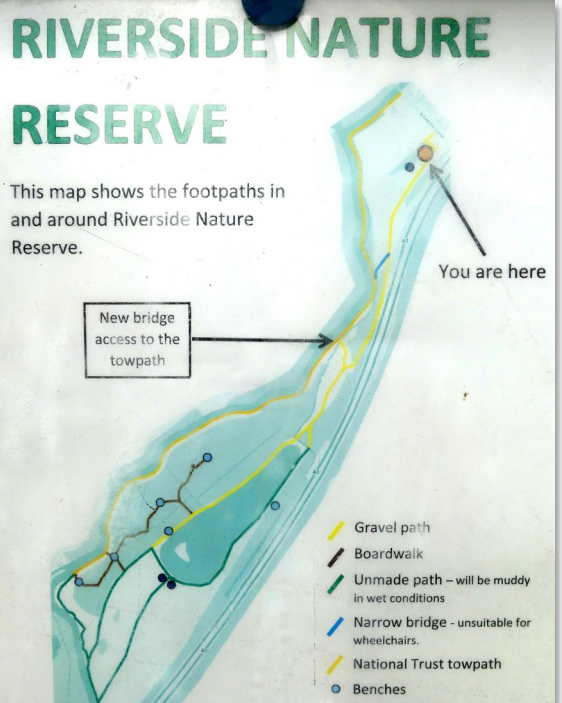 RIVERSIDE NATURE
RESERVE
This map shows the footpaths in
and around Riverside Nature
Reserve.
You are here
New bridge
access to the
towpath
Gravel path
Boardwalk
Unmade path – will be muddy
in wet conditions
Narrow bridge - unsuitable for
wheelchairs.
National Trust towpath
Benches